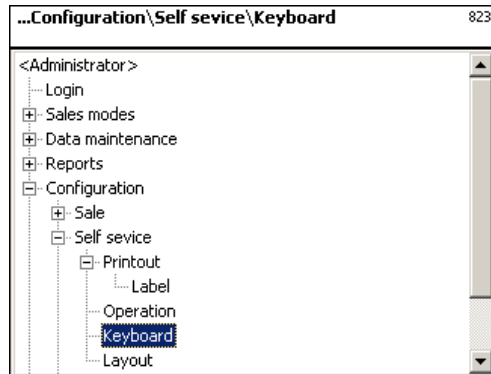 ...Configuration\Self sevice\Keyboard 823
<Administrator>
Login
Sales modes
Data maintenance
Reports
Configuration
Sale
Self sevice
Printout
Label
Operation
Keyboard
Layout